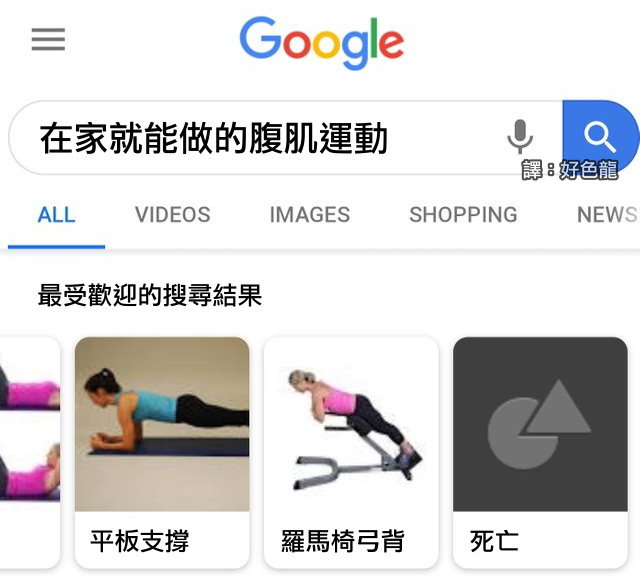 Google
在家就能做的腹肌運動
譯：好色龍
ALL VIDEOS IMAGES SHOPPING NEWS
最受歡迎的搜尋結果
平板支撐 羅馬椅弓背 死亡